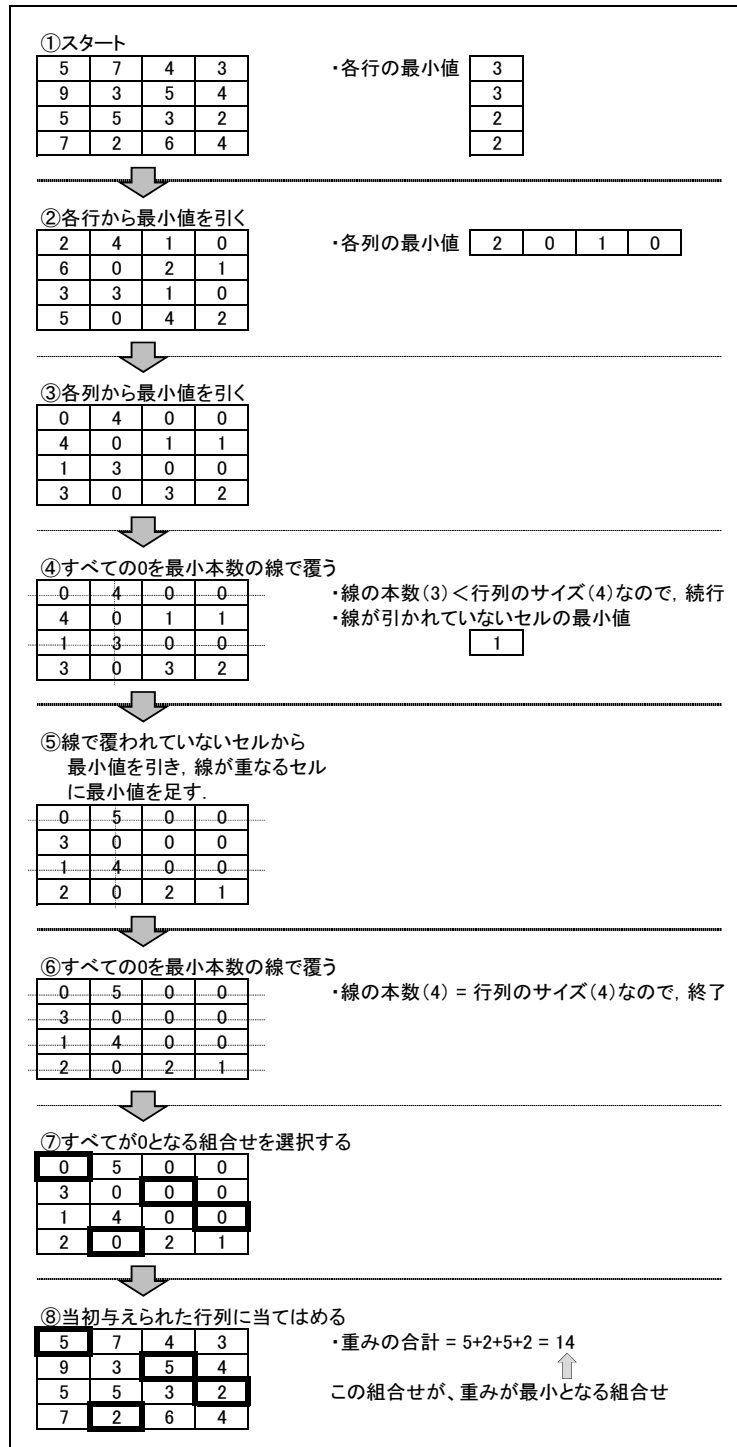 ①スタート
5 7 4 3 ・各行の最小値 3
9 3 5 4 3
5 5 3 2 2
7 2 6 4 2
②各行から最小値を引く
2 4 1 0 ・各列の最小値 2 0 1 0
6 0 2 1
3 3 1 0
5 0 4 2
③各列から最小値を引く
0 4 0 0
4 0 1 1
1 3 0 0
3 0 3 2
④すべての0を最小本数の線で覆う
0 4 0 0 ・線の本数(3)<行列のサイズ(4)なので,続行
4 0 1 1 ・線が引かれていないセルの最小値
1 3 0 0 1
3 0 3 2
⑤線で覆われていないセルから
最小値を引き,線が重なるセル
に最小値を足す.
0 5 0 0
3 0 0 0
1 4 0 0
2 0 2 1
⑥すべての0を最小本数の線で覆う
0 5 0 0 ・線の本数(4) = 行列のサイズ(4)なので,終了
3 0 0 0
1 4 0 0
2 0 2 1
⑦すべてが0となる組合せを選択する
0 5 0 0
3 0 0 0
1 4 0 0
2 0 2 1
⑧当初与えられた行列に当てはめる
5 7 4 3 ・重みの合計 = 5+2+5+2 = 14
9 3 5 4
5 5 3 2 この組合せが、重みが最小となる組合せ
7 2 6 4